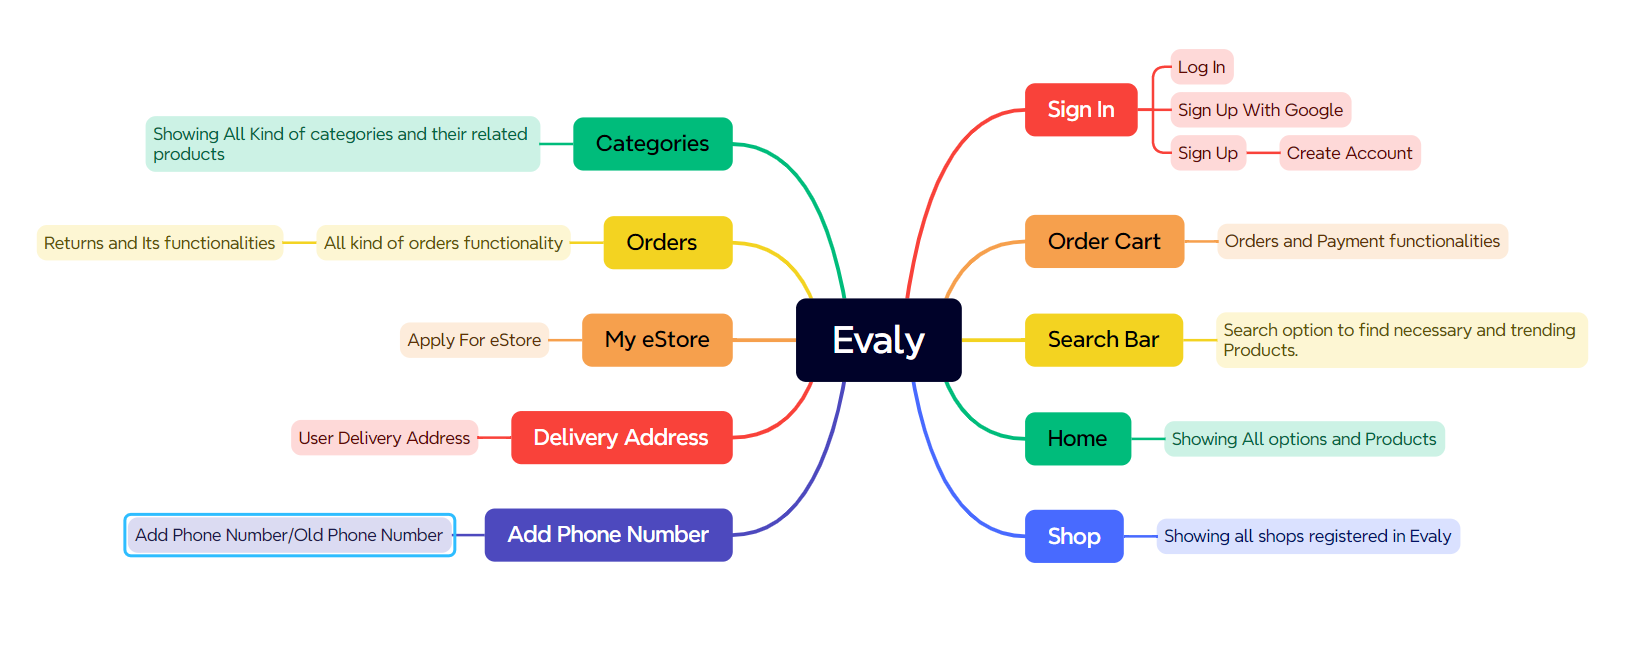 Evaly
Sign In
Log In
Sign Up With Google
Sign Up
Create Account
Order Cart
Orders and Payment functionalities
Search Bar
Search option to find necessary and trending
Products.
Home
Showing All options and Products
Shop
Showing all shops registered in Evaly
Categories
Showing All Kind of categories and their related
products
Orders
All kind of orders functionality
Returns and Its functionalities
My eStore
Apply For eStore
Delivery Address
User Delivery Address
Add Phone Number
Add Phone Number/Old Phone Number